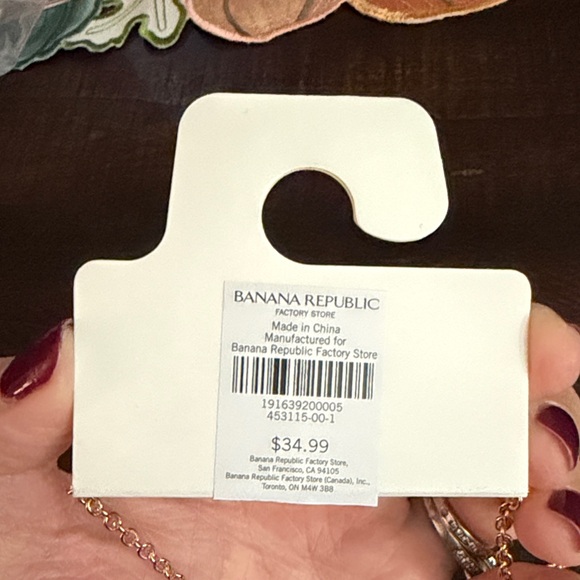 BANANA REPUBLIC
FACTORY STORE
Made in China
Manufactured for
Banana Republic Factory Store
191639200005
453115-00-1
$34.99
Banana Republic Factory Store,
San Francisco, CA 94105
Banana Republic Factory Store (Canada), Inc.,
Toronto, ON M4W 3B8